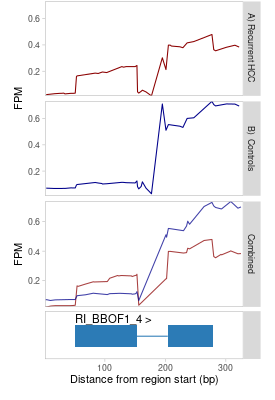 0.6
0.4
0.2
FPM
A) Recurrent HCC
0.6
0.4
0.2
B): Controls
0.6
0.4
0.2
FPM
Combined
RI_BBOF1_4 >
100 200 300
Distance from region start (bp)